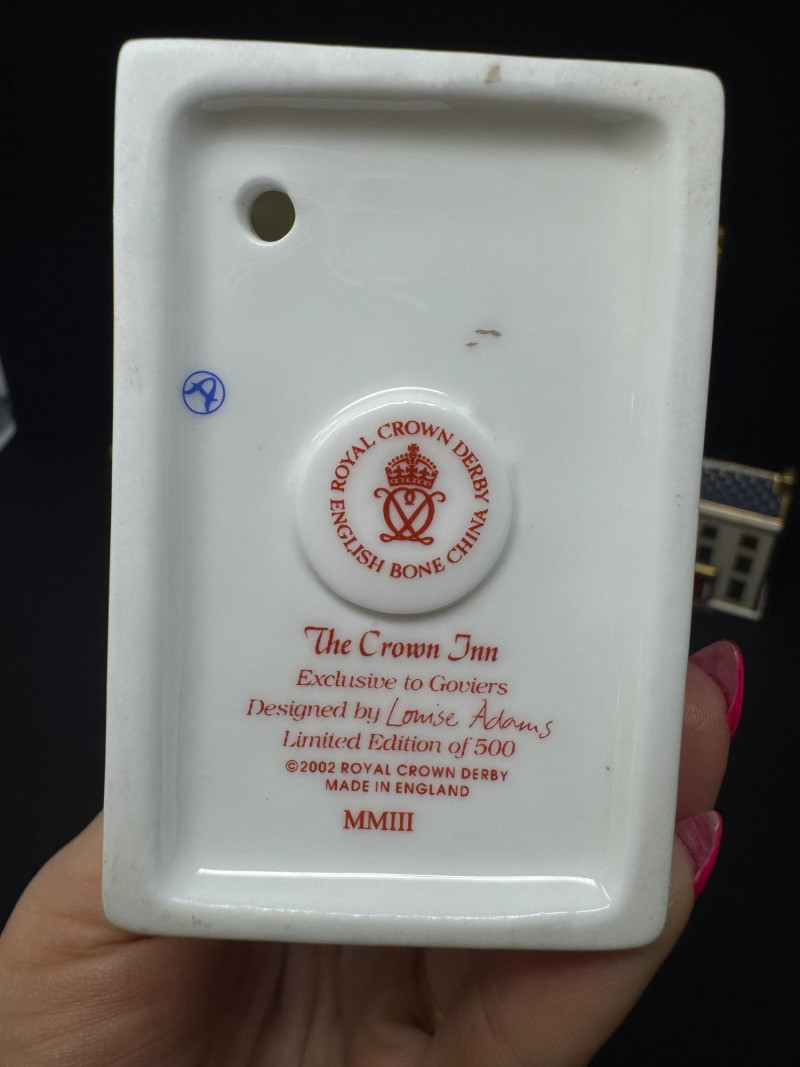 ROYAL CROWN DERBY
ENGLISH BONE CHINA
The Crown Inn
Exclusive to Goviers
Designed by Louise Adams
Limited Edition of 500
©2002 ROYAL CROWN DERBY
MADE IN ENGLAND
MMIII